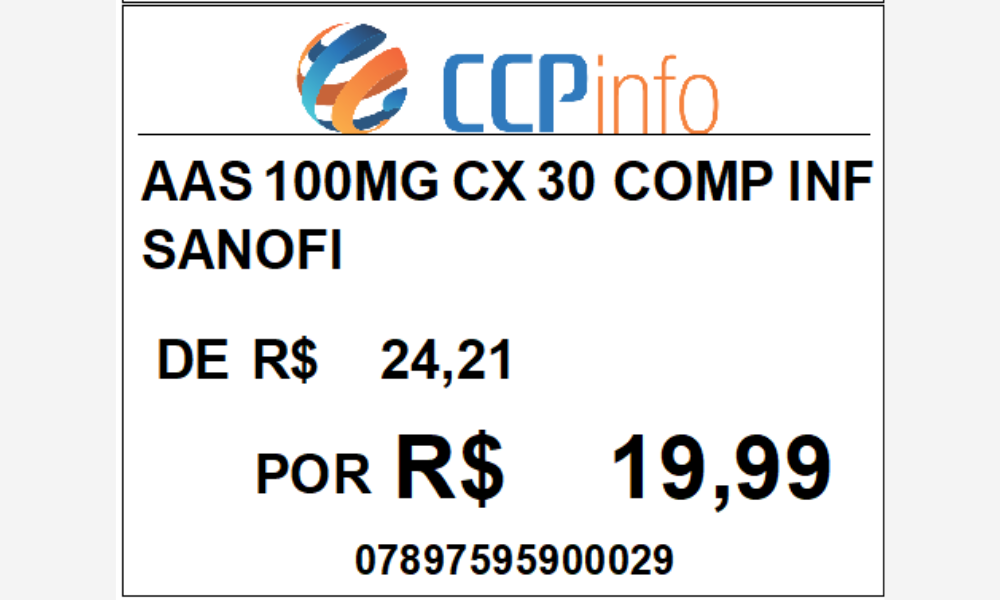 CCPinfo
AAS 100MG CX 30 COMP INF
SANOFI
DE R$ 24,21
POR R$ 19,99
07897595900029